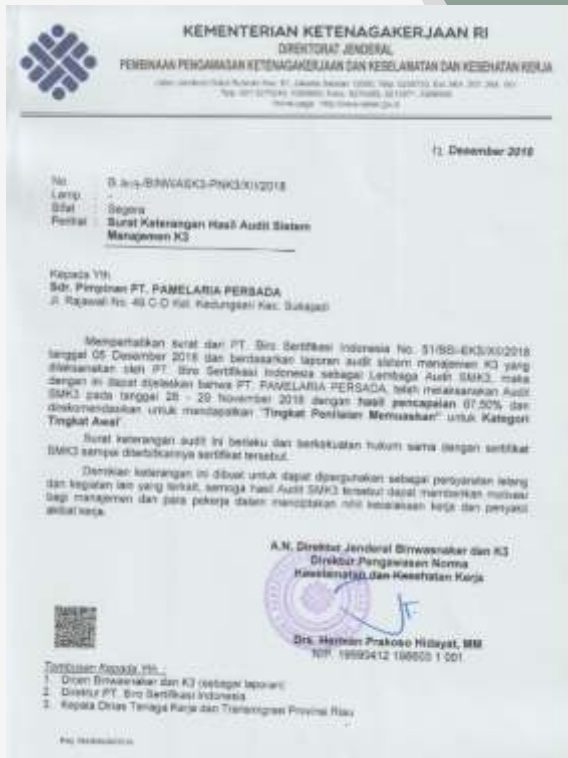 KEMENTERIAN KETENAGAKERJAAN RI
DIREKTORAT JENDERAL
PEMBINAAN PENGAWASAN KETENAGAKERJAAN DAN KESELAMATAN DAN KESEHATAN KERJA
Desember 2018
No
Lamp : -
Sifat : Segera
Perihal : Surat Keterangan Hasil Audit Sistem
Manajemen K3
Kepada Yth
Sdr. Pimpinan PT. PAMELARIA PERSADA
Jl. Rajawali No. 49 C-D Kel. Kedungsari Kec. Sukajadi
Memperhatikan surat dari PT. Biro Sertifikasi Indonesia No.
tanggal 05 Desember 2018 dan berdasarkan laporan audit sistem manajemen K3 yang
dilaksanakan oleh PT. Biro Sertifikasi Indonesia sebagai Lembaga Audit SMK3, maka
dengan ini dapat dijelaskan bahwa PT. PAMELARIA PERSADA, telah melaksanakan Audit
SMK3 pada tanggal 28 - 29 November 2018 dengan hasil pencapaian 87,50% dan
direkomendasikan untuk mendapatkan "Tingkat Penilaian Memuaskan" untuk Kategori
Tingkat Awal".
Surat keterangan audit ini berlaku dan berkekuatan hukum sama dengan sertifikat
SMK3 sampai diterbitkannya sertifikat tersebut.
Demikian keterangan ini dibuat untuk dapat dipergunakan sebagai persyaratan lelang
dan kegiatan lain yang terkait, semoga hasil Audit SMK3 tersebut dapat memberikan motivasi
bagi manajemen dan para pekerja dalam menciptakan nihil kecelakaan kerja dan penyakit
akibat kerja.
A.N. Direktur Jenderal Binwasnaker dan K3
Direktur Pengawasan Norma
Keselamatan dan Kesehatan Kerja
Drs. Herman Prakoso Hidayat, MM
NIP.
Tembusan Kepada Yth :
1. Dirjen Binwasnaker dan K3 (sebagai laporan)
2. Direktur PT. Biro Sertifikasi Indonesia
3. Kepala Dinas Tenaga Kerja dan Transmigrasi Provinsi Riau